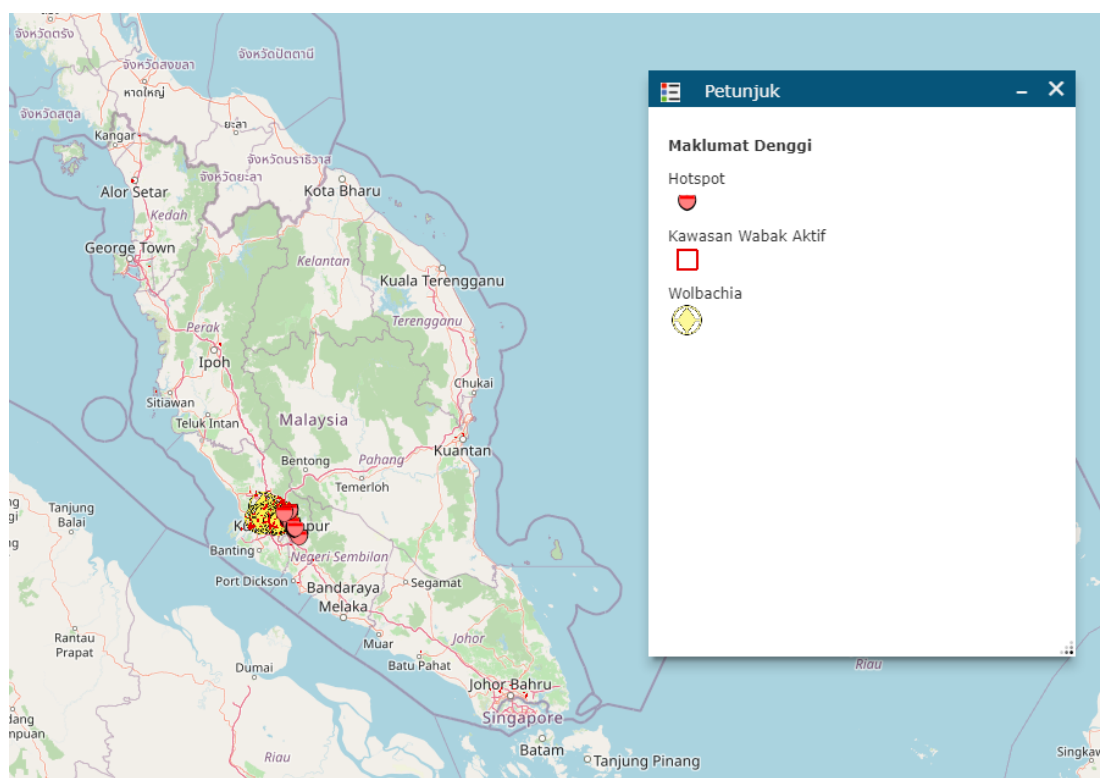 จังหวัดตรัง
จังหวัดปัตตานี
จังหวัดสงขลา
หาดใหญ่
จังหวัดสตูล
ยะลา
Kangar
จังหวัดนราธิวาส
จังหวัดยะลา
Alor Setar
Kota Bharu
Kedah
George Town
Kelantan
Kuala Terengganu
Perak
Terengganu
Ipoh
Chukai
Sitiawan
Teluk Intan
Malaysia
Kuantan
Bentong
Pahang
Temerloh
Tanjung
Balai
Banting
Negeri Sembilan
Port Dickson
Bandaraya
Melaka
Segamat
Rantau
Prapat
Muar
Johor
Batu Pahat
Dumai
Johor Bahru
Singapore
Riau
Batam
Tanjung Pinang
Riau
Petunjuk
Maklumat Denggi
Hotspot
Kawasan Wabak Aktif
Wolbachia